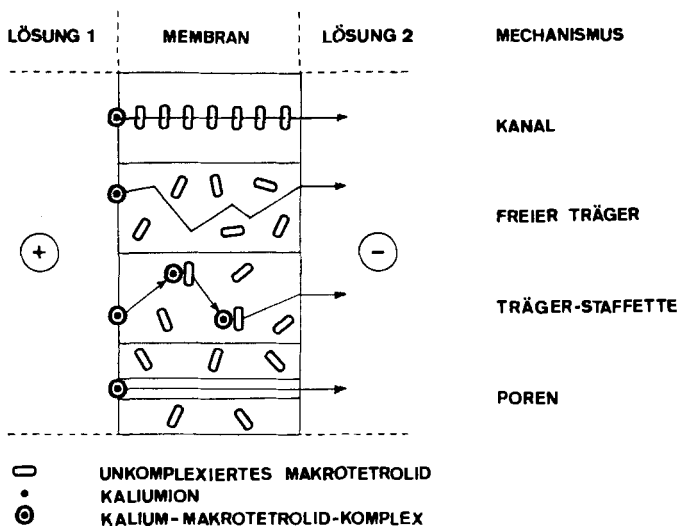 LÖSUNG 1 MEMBRAN LÖSUNG 2 MECHANISMUS
KANAL
FREIER TRÄGER
+ −
TRÄGER-STAFFETTE
POREN
UNKOMPLEXIERTES MAKROTETROLID
KALIUMION
KALIUM-MAKROTETROLID-KOMPLEX